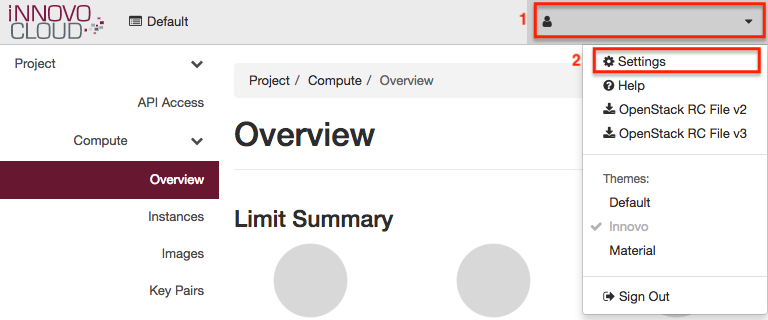 iNNOVO
CLOUD
Default
1
Project
API Access
Compute
Overview
Instances
Images
Key Pairs
Project / Compute / Overview
Overview
Limit Summary
2
Settings
Help
OpenStack RC File v2
OpenStack RC File v3
Themes:
Default
Innovo
Material
Sign Out